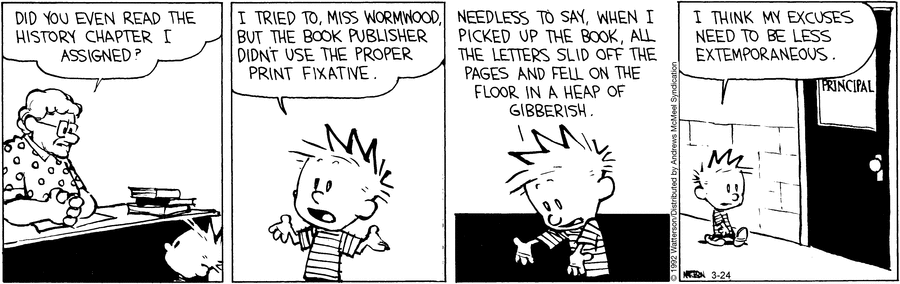 DID YOU EVEN READ THE
HISTORY CHAPTER I
ASSIGNED?
I TRIED TO, MISS WORMWOOD,
BUT THE BOOK PUBLISHER
DIDN'T USE THE PROPER
PRINT FIXATIVE.
NEEDLESS TO SAY, WHEN I
PICKED UP THE BOOK, ALL
THE LETTERS SLID OFF THE
PAGES AND FELL ON THE
FLOOR IN A HEAP OF
GIBBERISH.
© 1992 Watterson/Distributed by Andrews McMeel Syndication
I THINK MY EXCUSES
NEED TO BE LESS
EXTEMPORANEOUS.
PRINCIPAL
3-24